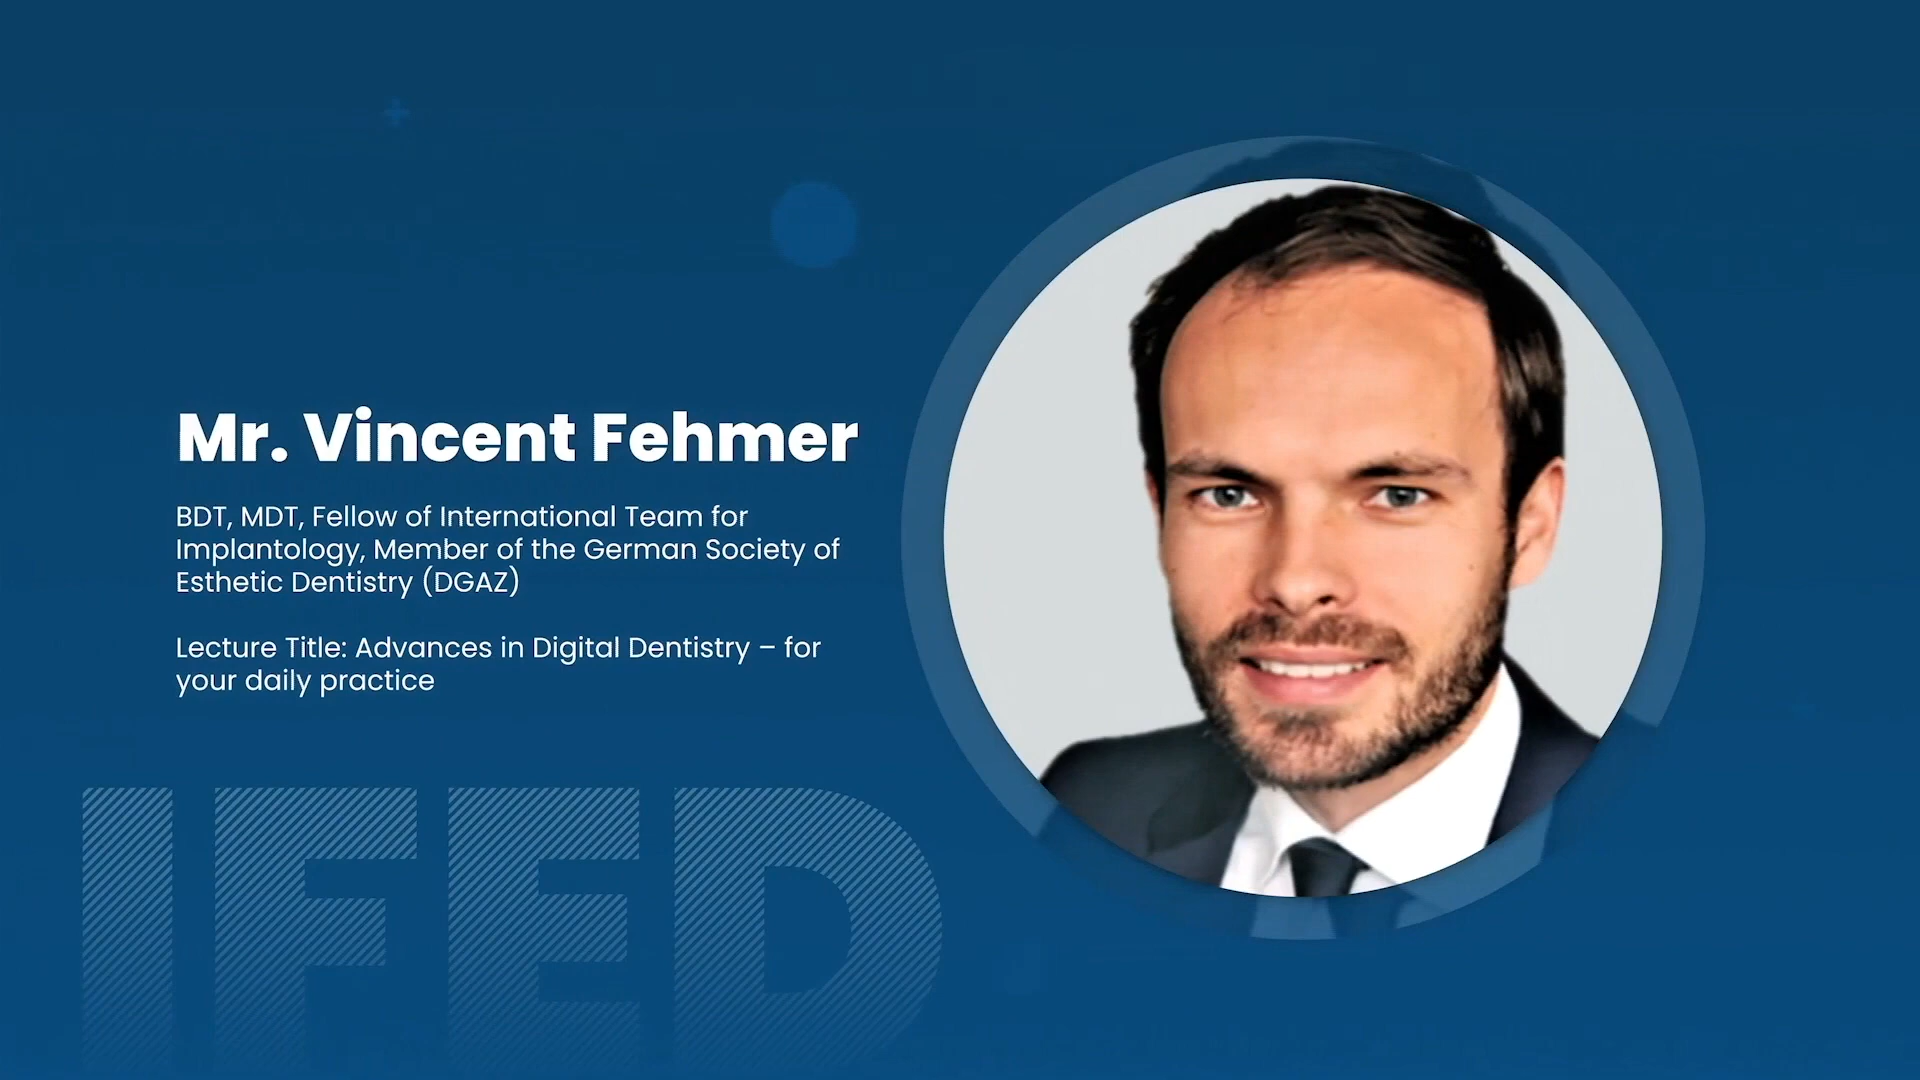 Mr. Vincent Fehmer
BDT, MDT, Fellow of International Team for
Implantology, Member of the German Society of
Esthetic Dentistry (DGAZ)
Lecture Title: Advances in Digital Dentistry – for
your daily practice
IFED